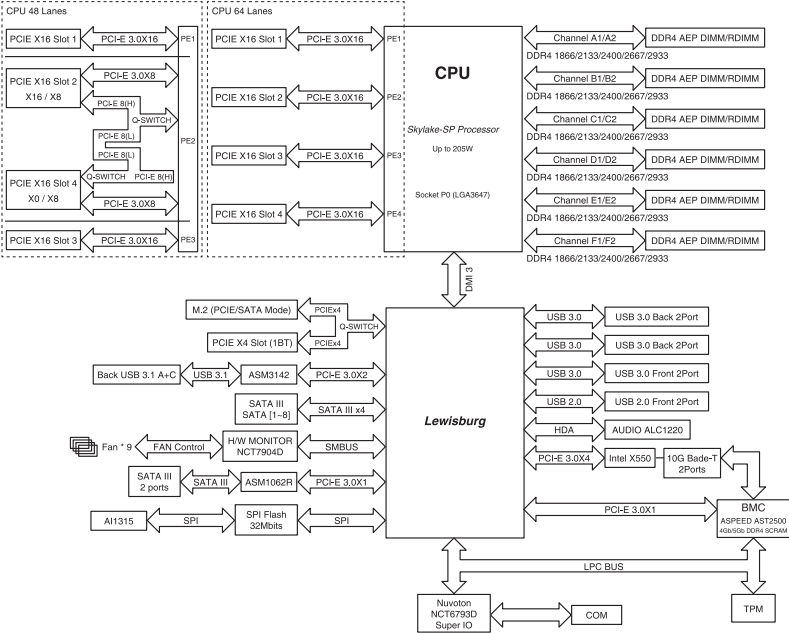 CPU 48 Lanes
PCIE X16 Slot 1
PCI-E 3.0X16
PE1
PCIE X16 Slot 2
X16 / X8
PCI-E 3.0X8
PCI-E 8(H)
Q-SWITCH
PCI-E 8(L)
PE2
PCI-E 8(L)
Q-SWITCH
PCI-E 8(H)
PCIE X16 Slot 4
X0 / X8
PCI-E 3.0X8
PCIE X16 Slot 3
PCI-E 3.0X16
PE3
CPU 64 Lanes
PCIE X16 Slot 1
PCI-E 3.0X16
PE1
PCIE X16 Slot 2
PCI-E 3.0X16
PE2
PCIE X16 Slot 3
PCI-E 3.0X16
PE3
PCIE X16 Slot 4
PCI-E 3.0X16
PE4
CPU
Skylake-SP Processor
Up to 205W
Socket P0 (LGA3647)
Channel A1/A2
DDR4 AEP DIMM/RDIMM
DDR4 1866/2133/2400/2667/2933
Channel B1/B2
DDR4 AEP DIMM/RDIMM
DDR4 1866/2133/2400/2667/2933
Channel C1/C2
DDR4 AEP DIMM/RDIMM
DDR4 1866/2133/2400/2667/2933
Channel D1/D2
DDR4 AEP DIMM/RDIMM
DDR4 1866/2133/2400/2667/2933
Channel E1/E2
DDR4 AEP DIMM/RDIMM
DDR4 1866/2133/2400/2667/2933
Channel F1/F2
DDR4 AEP DIMM/RDIMM
DDR4 1866/2133/2400/2667/2933
DMI 3
M.2 (PCIE/SATA Mode)
PCIEx4
Q-SWITCH
PCIE X4 Slot (1BT)
PCIEx4
Back USB 3.1 A+C
USB 3.1
ASM3142
PCI-E 3.0X2
SATA III
SATA [1~8]
SATA III x4
Fan * 9
FAN Control
H/W MONITOR
NCT7904D
SMBUS
SATA III
2 ports
SATA III
ASM1062R
PCI-E 3.0X1
AI1315
SPI
SPI Flash
32Mbits
SPI
Lewisburg
USB 3.0
USB 3.0 Back 2Port
USB 3.0
USB 3.0 Back 2Port
USB 3.0
USB 3.0 Front 2Port
USB 2.0
USB 2.0 Front 2Port
HDA
AUDIO ALC1220
PCI-E 3.0X4
Intel X550
10G Bade-T
2Ports
PCI-E 3.0X1
BMC
ASPEED AST2500
4Gb/5Gb DDR4 SCRAM
LPC BUS
Nuvoton
NCT6793D
Super IO
COM
TPM